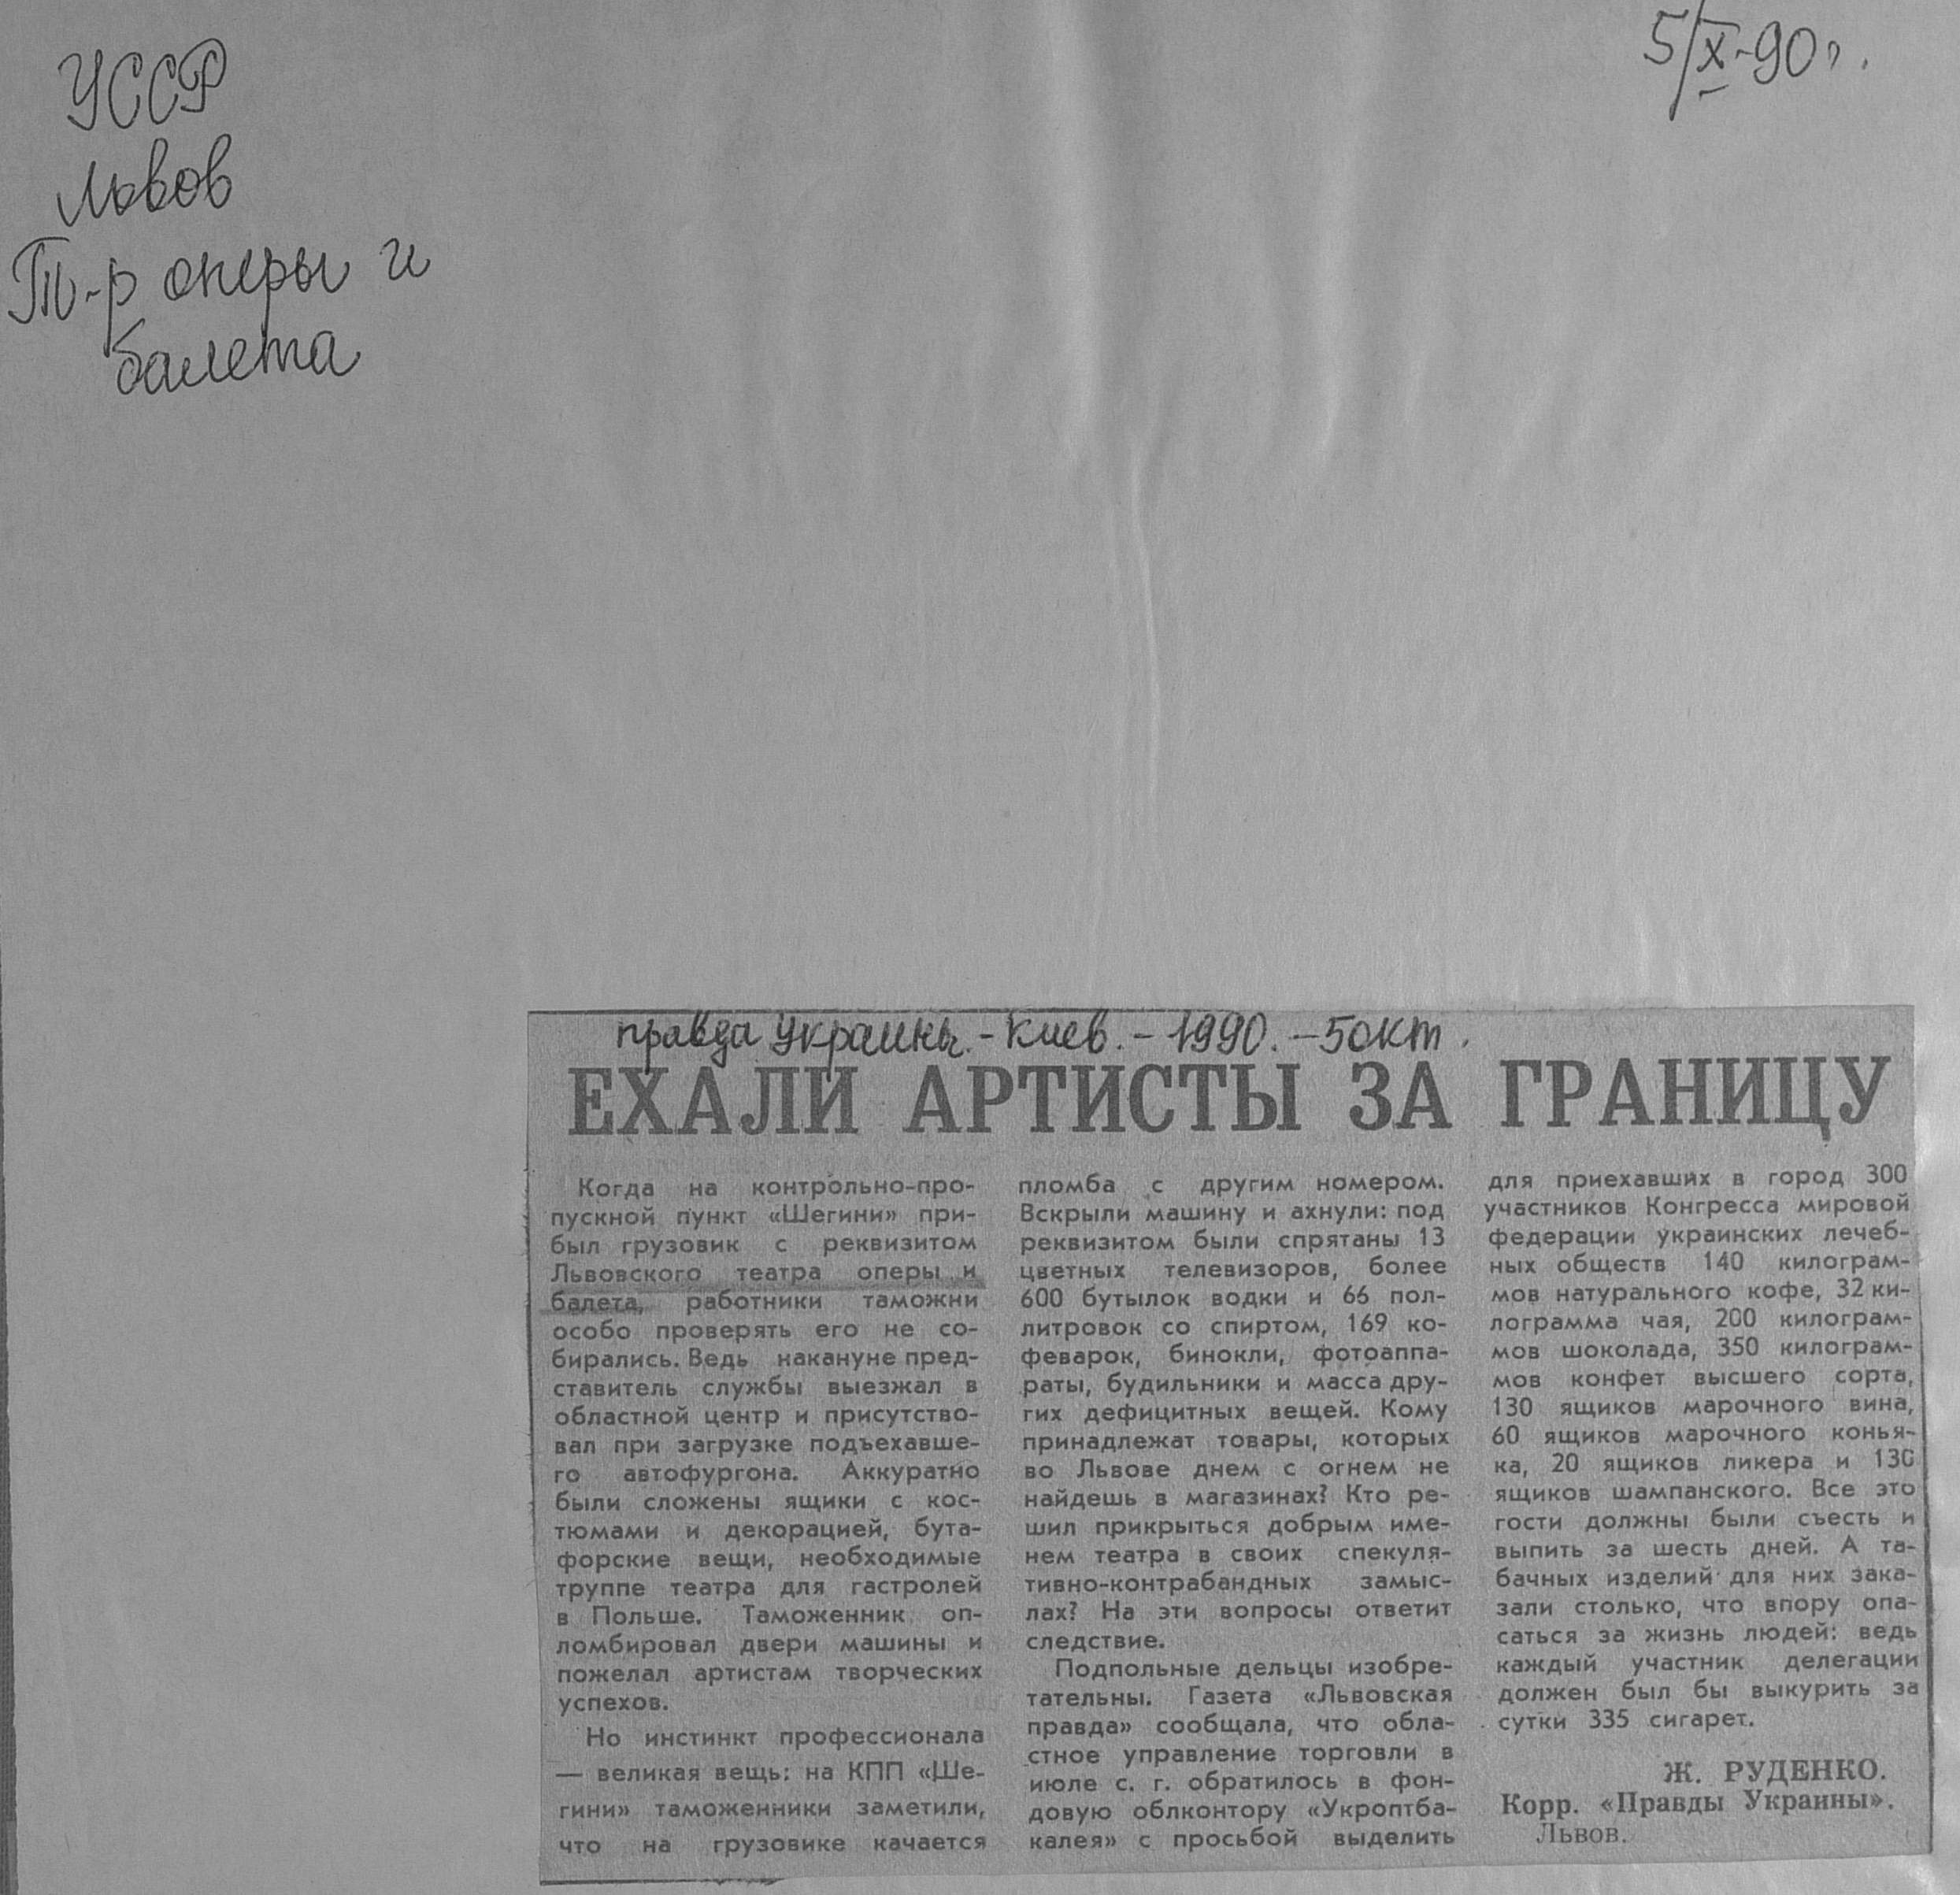 УССР
Львов
Т-р оперы и
балета
5/X-90г.
правда Украины. - Киев. - 1990. - 5 окт.
ЕХАЛИ АРТИСТЫ ЗА ГРАНИЦУ
Когда на контрольно-про-
пускной пункт «Шегини» при-
был грузовик с реквизитом
Львовского театра оперы и
балета, работники таможни
особо проверять его не со-
бирались. Ведь накануне пред-
ставитель службы выезжал в
областной центр и присутство-
вал при загрузке подъехавше-
го автофургона. Аккуратно
были сложены ящики с кос-
тюмами и декорацией, бута-
форские вещи, необходимые
труппе театра для гастролей
в Польше. Таможенник оп-
ломбировал двери машины и
пожелал артистам творческих
успехов.
Но инстинкт профессионала
— великая вещь: на КПП «Ше-
гини» таможенники заметили,
что на грузовике качается
пломба с другим номером.
Вскрыли машину и ахнули: под
реквизитом были спрятаны 13
цветных телевизоров, более
600 бутылок водки и 66 пол-
литровок со спиртом, 169 ко-
феварок, бинокли, фотоаппа-
раты, будильники и масса дру-
гих дефицитных вещей. Кому
принадлежат товары, которых
во Львове днем с огнем не
найдешь в магазинах? Кто ре-
шил прикрыться добрым име-
нем театра в своих спекуля-
тивно-контрабандных замыс-
лах? На эти вопросы ответит
следствие.
Подпольные дельцы изобре-
тательны. Газета «Львовская
правда» сообщала, что обла-
стное управление торговли в
июле с. г. обратилось в фон-
довую облконтору «Укроптба-
калея» с просьбой выделить
для приехавших в город 300
участников Конгресса мировой
федерации украинских лечеб-
ных обществ 140 килограм-
мов натурального кофе, 32 ки-
лограмма чая, 200 килограм-
мов шоколада, 350 килограм-
мов конфет высшего сорта,
130 ящиков марочного вина,
60 ящиков марочного конья-
ка, 20 ящиков ликера и 130
ящиков шампанского. Все это
гости должны были съесть и
выпить за шесть дней. А та-
бачных изделий для них зака-
зали столько, что впору опа-
саться за жизнь людей: ведь
каждый участник делегации
должен был бы выкурить за
сутки 335 сигарет.
Ж. РУДЕНКО.
Корр. «Правды Украины».
Львов.